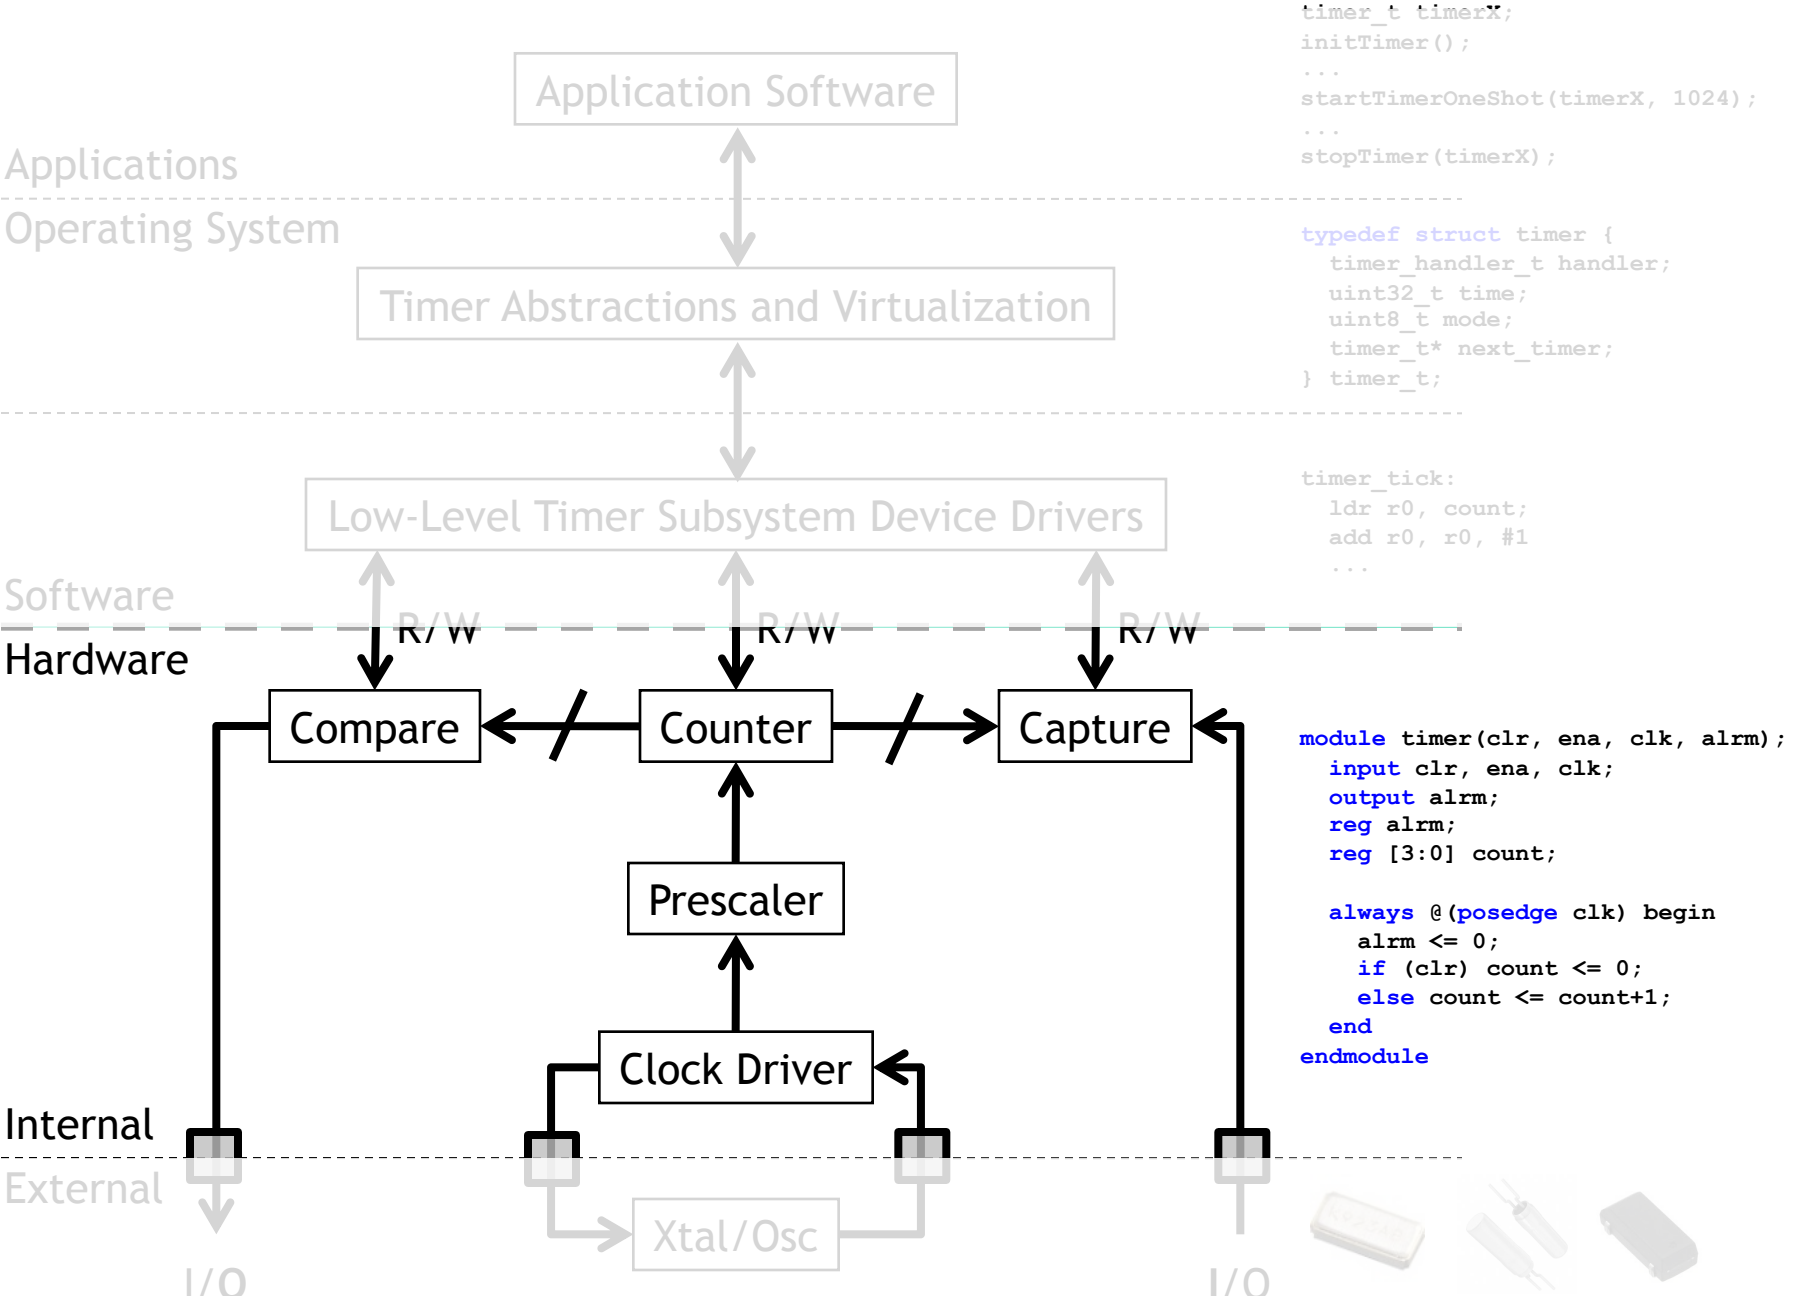 timer_t timerX;
initTimer();
...
startTimerOneShot(timerX, 1024);
...
stopTimer(timerX);
Application Software
Applications
Operating System
typedef struct timer {
timer_handler_t handler;
uint32_t time;
uint8_t mode;
timer_t* next_timer;
} timer_t;
Timer Abstractions and Virtualization
Low-Level Timer Subsystem Device Drivers
timer_tick:
ldr r0, count;
add r0, r0, #1
...
Software
R/W R/W R/W
Hardware
Compare Counter Capture
Prescaler
Clock Driver
module timer(clr, ena, clk, alrm);
input clr, ena, clk;
output alrm;
reg alrm;
reg [3:0] count;
always @(posedge clk) begin
alrm <= 0;
if (clr) count <= 0;
else count <= count+1;
end
endmodule
Internal
External
Xtal/Osc
I/O I/O